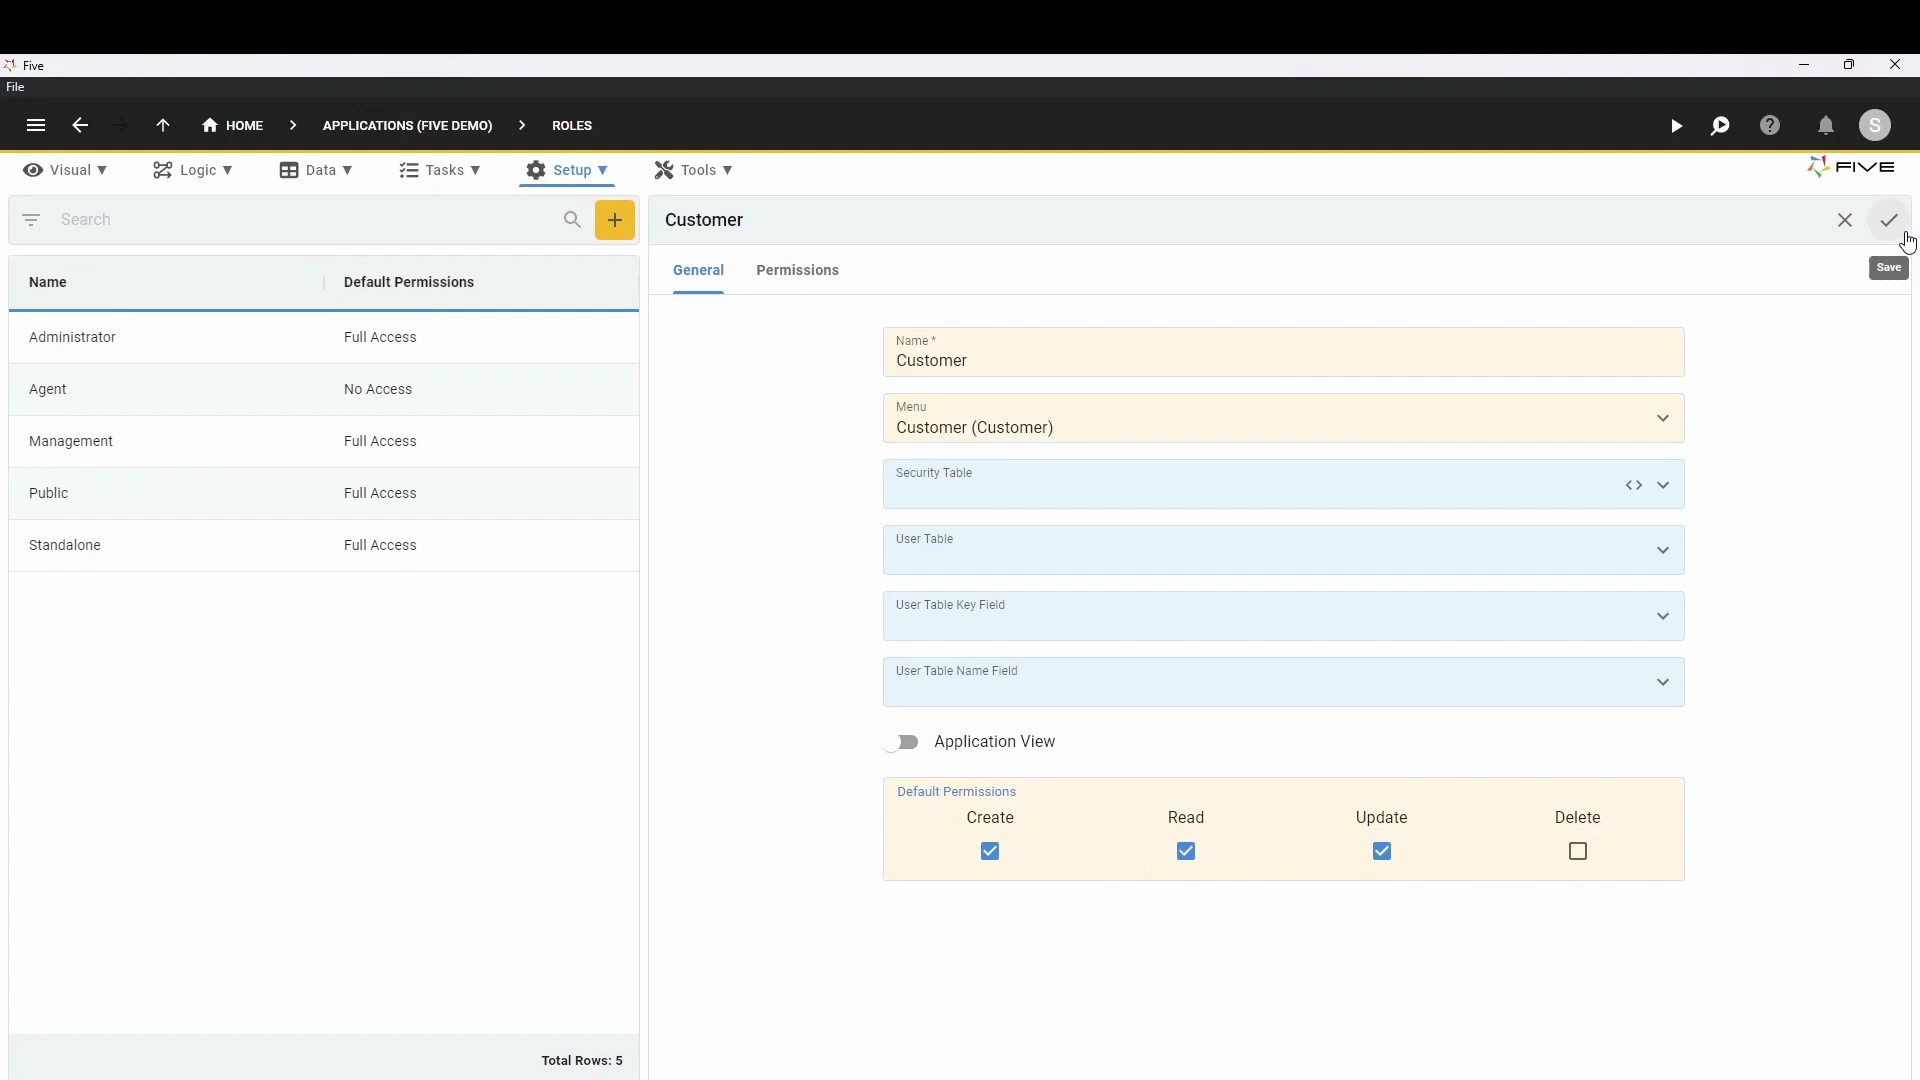 Five
File
HOME
APPLICATIONS (FIVE DEMO)
ROLES
S
Visual
Logic
Data
Tasks
Setup
Tools
FIVE
Search
+
Customer
Save
General
Permissions
Name
Default Permissions
Administrator
Full Access
Agent
No Access
Management
Full Access
Public
Full Access
Standalone
Full Access
Total Rows: 5
Name *
Customer
Menu
Customer (Customer)
Security Table
User Table
User Table Key Field
User Table Name Field
Application View
Default Permissions
Create
Read
Update
Delete